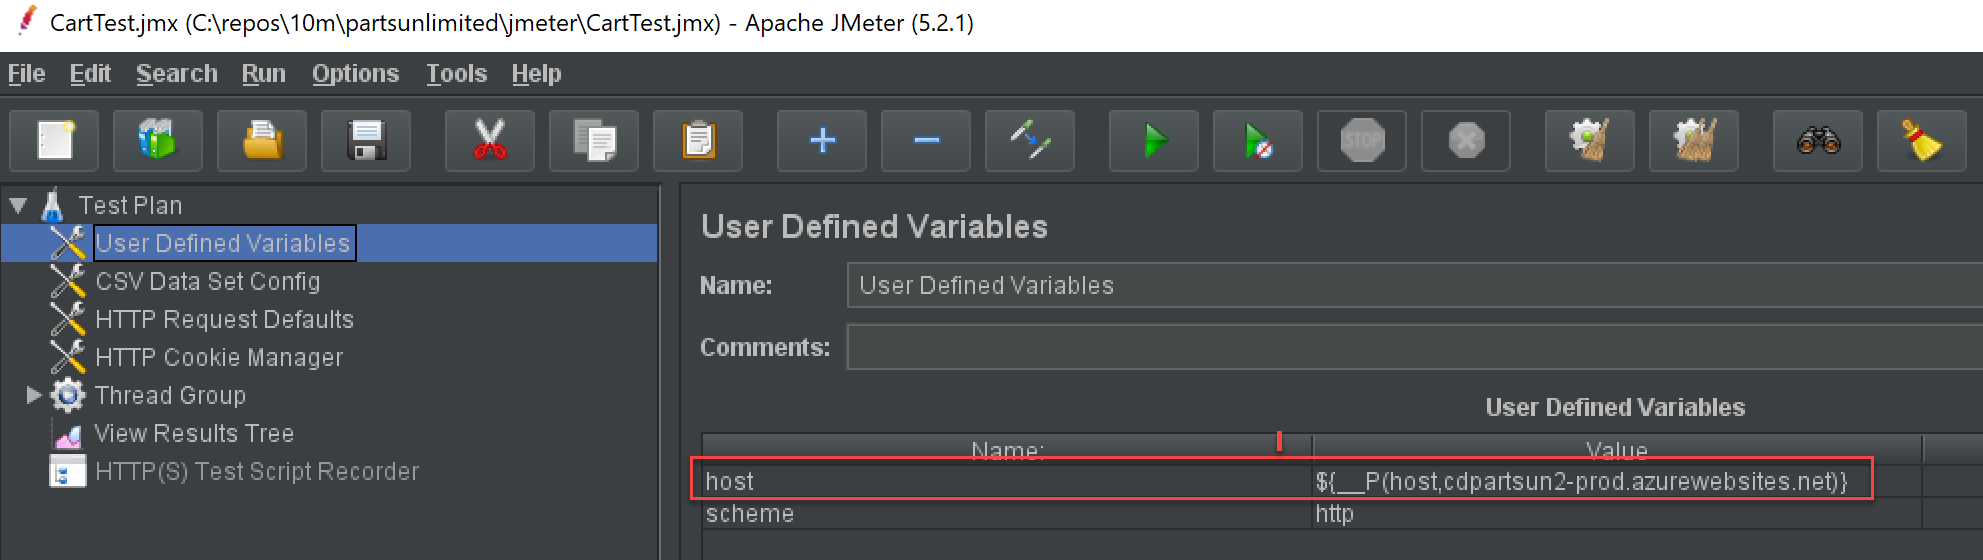 CartTest.jmx (C:\repos\10m\partsunlimited\jmeter\CartTest.jmx) - Apache JMeter (5.2.1)
File Edit Search Run Options Tools Help
STOP
Test Plan
User Defined Variables
CSV Data Set Config
HTTP Request Defaults
HTTP Cookie Manager
Thread Group
View Results Tree
HTTP(S) Test Script Recorder
User Defined Variables
Name: User Defined Variables
Comments:
User Defined Variables
Name: Value
host ${__P(host,cdpartsun2-prod.azurewebsites.net)}
scheme http